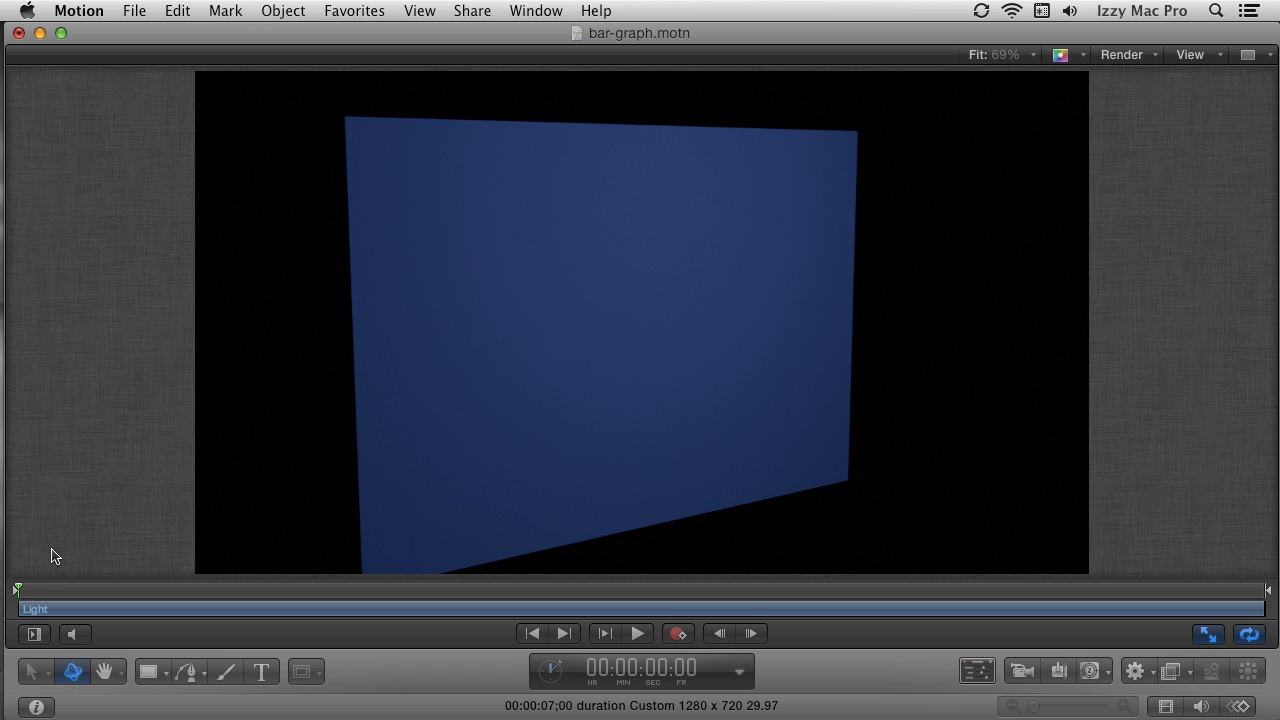 Motion File Edit Mark Object Favorites View Share Window Help Izzy Mac Pro
bar-graph.motn
Fit: 69% Render View
Light
T 00:00:00:00 2
HR MIN SEC FR
00:00:07;00 duration Custom 1280 x 720 29.97